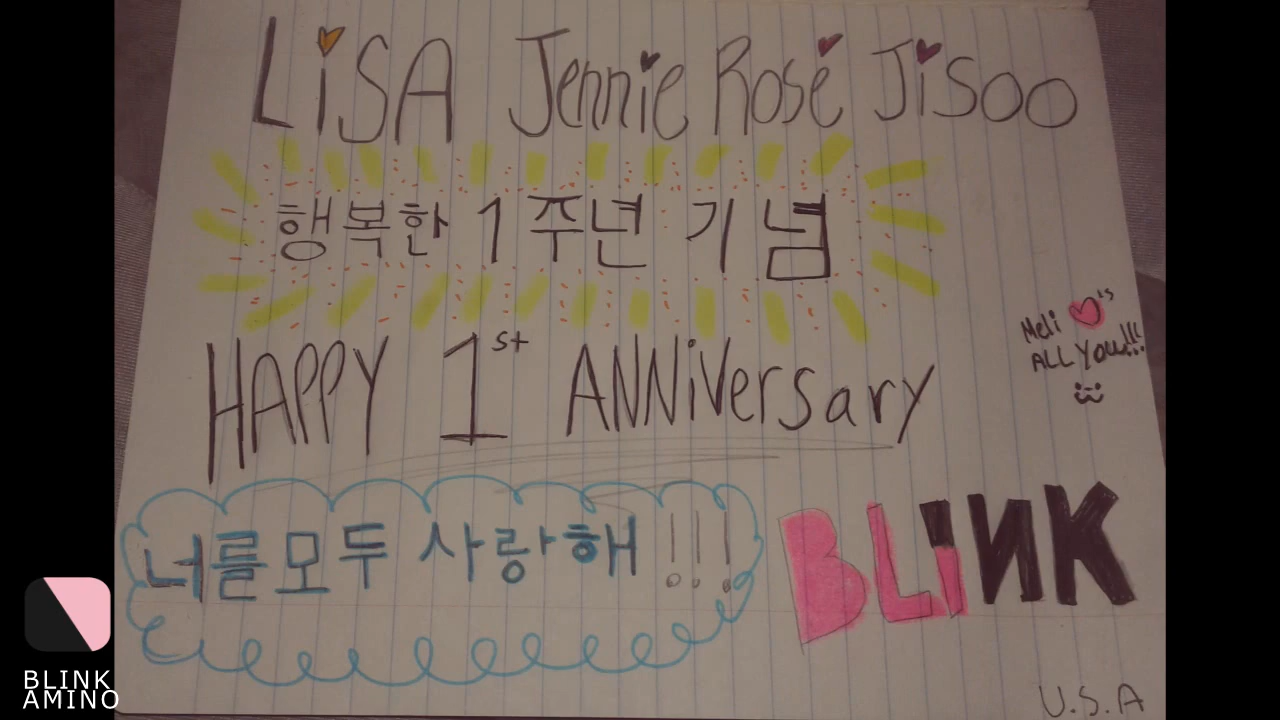 LiSA Jennie Rosé Jisoo
행복한 1주년 기념
HAPPY 1st ANNiversary
Meli ♥'s
ALL YOU!!!
너를 모두 사랑해!!!
BLiNK
U.S.A
BLINK
AMINO